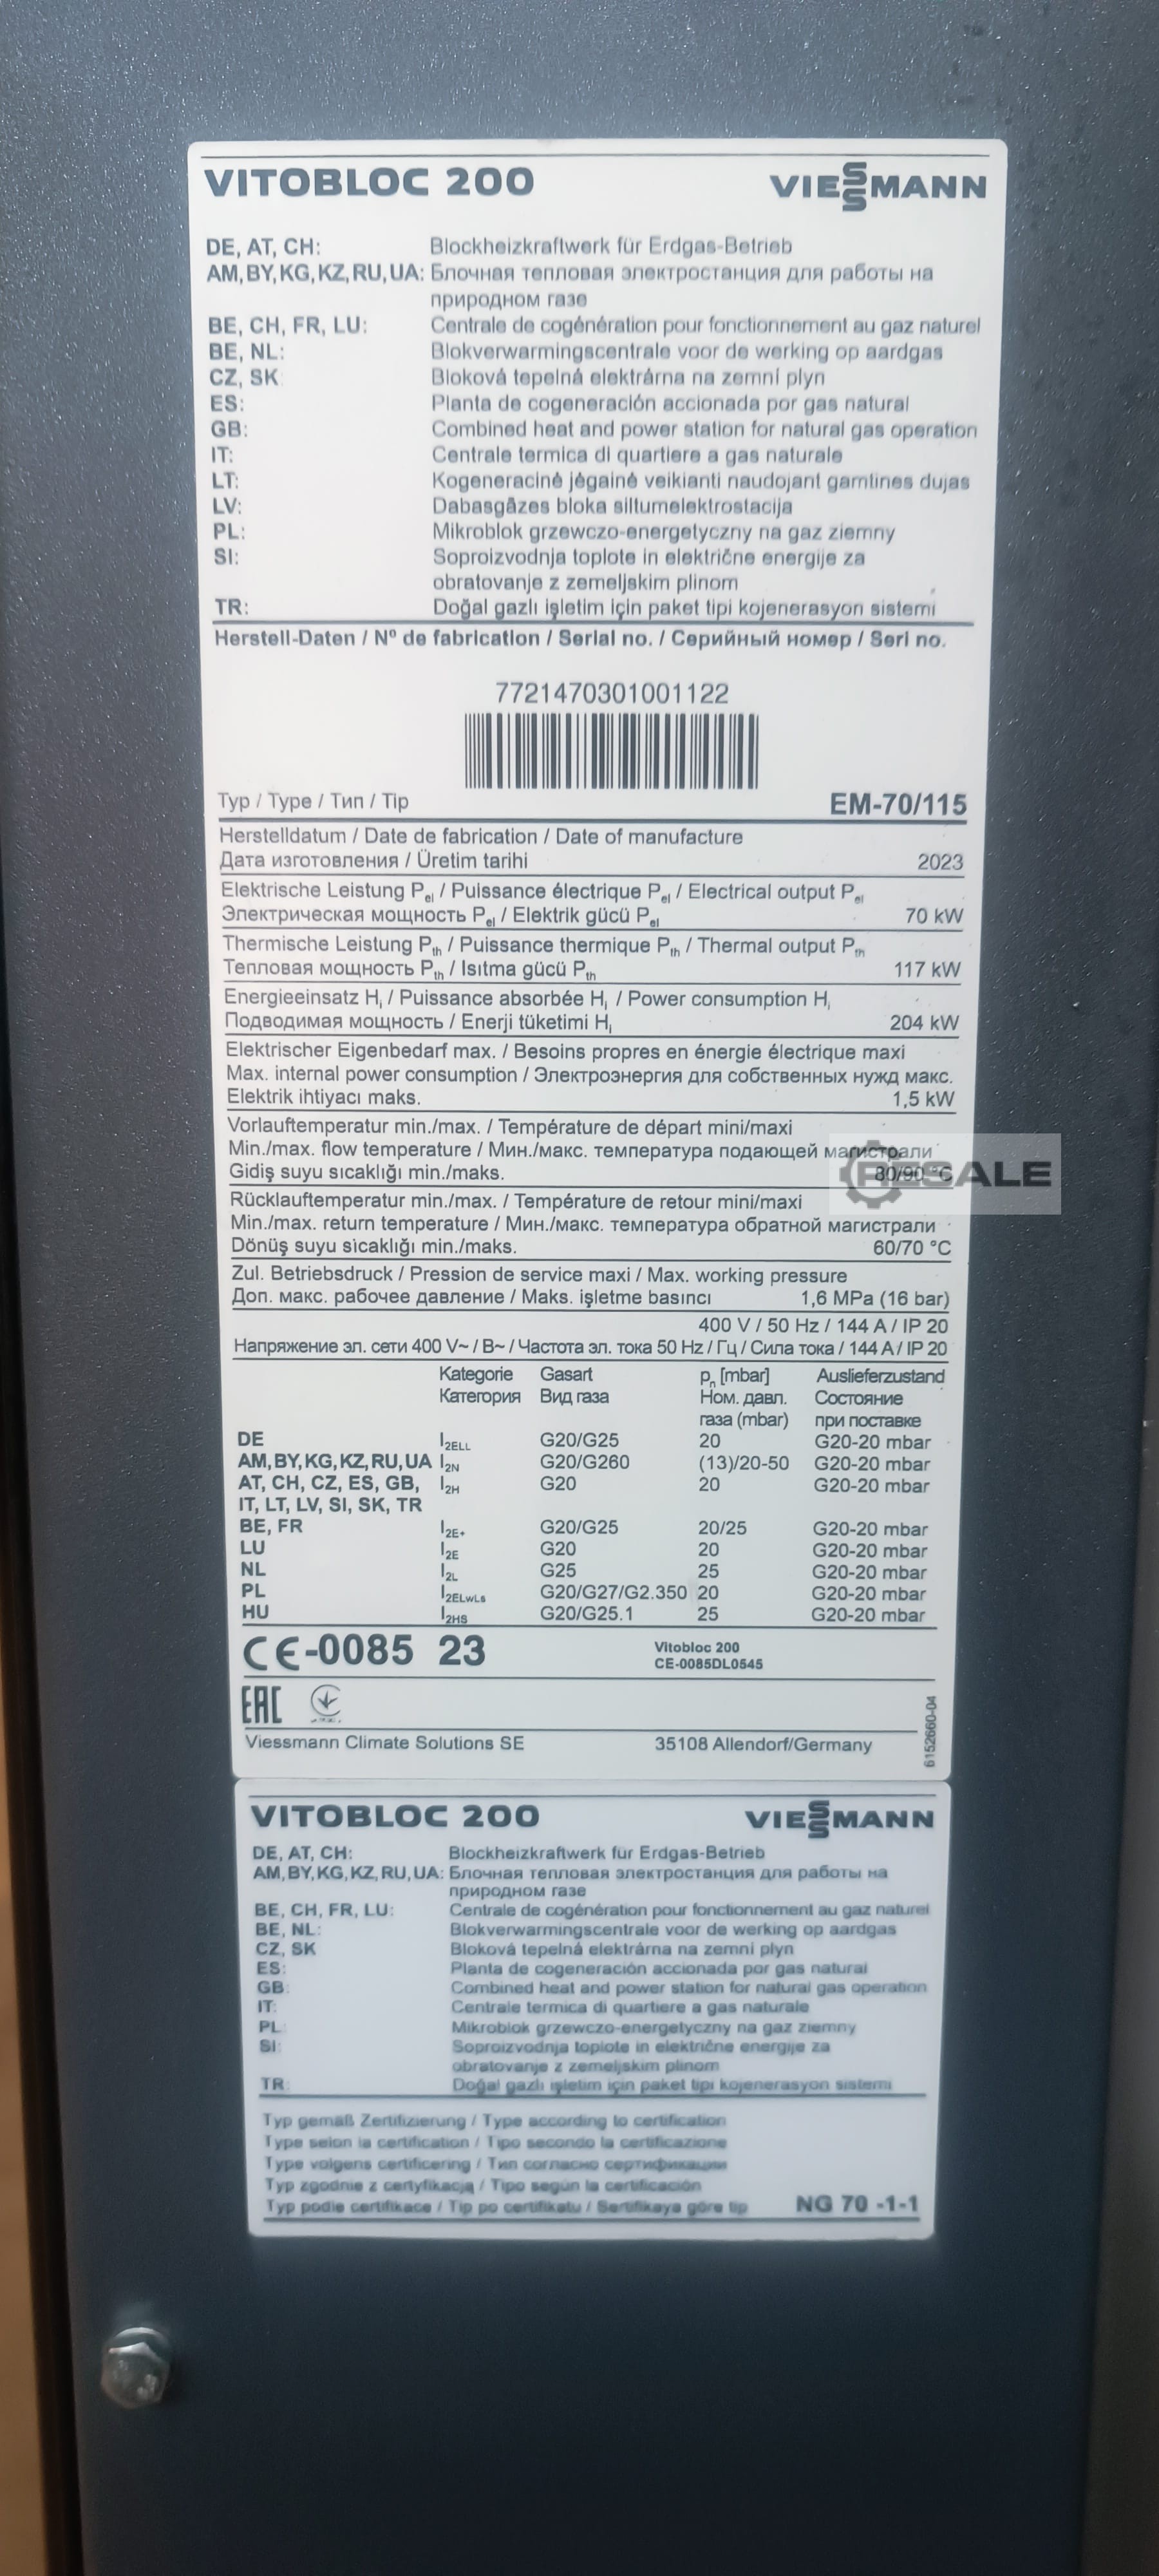 VITOBLOC 200 VIESSMANN
DE, AT, CH: Blockheizkraftwerk für Erdgas-Betrieb
AM, BY, KG, KZ, RU, UA: Блочная тепловая электростанция для работы на
природном газе
BE, CH, FR, LU: Centrale de cogénération pour fonctionnement au gaz naturel
BE, NL: Blokverwarmingscentrale voor de werking op aardgas
CZ, SK Bloková tepelná elektrárna na zemní plyn
ES: Planta de cogeneración accionada por gas natural
GB: Combined heat and power station for natural gas operation
IT: Centrale termica di quartiere a gas naturale
LT: Kogeneracinė jėgainė veikianti naudojant gamtines dujas
LV: Dabasgāzes bloka siltumelektrostacija
PL: Mikroblok grzewczo-energetyczny na gaz ziemny
SI: Soproizvodnja toplote in električne energije za
obratovanje z zemeljskim plinom
TR: Doğal gazlı işletim için paket tipi kojenerasyon sistemi
Herstell-Daten / Nº de fabrication / Serial no. / Серийный номер / Seri no.
7721470301001122
Typ / Type / Тип / Tip EM-70/115
Herstelldatum / Date de fabrication / Date of manufacture
Дата изготовления / Üretim tarihi 2023
Elektrische Leistung Pel / Puissance électrique Pel / Electrical output Pel
Электрическая мощность Pel / Elektrik gücü Pel 70 kW
Thermische Leistung Pth / Puissance thermique Pth / Thermal output Pth
Тепловая мощность Pth / Isıtma gücü Pth 117 kW
Energieeinsatz Hi / Puissance absorbée Hi / Power consumption Hi
Подводимая мощность / Enerji tüketimi Hi 204 kW
Elektrischer Eigenbedarf max. / Besoins propres en énergie électrique maxi
Max. internal power consumption / Электроэнергия для собственных нужд макс.
Elektrik ihtiyacı maks. 1,5 kW
Vorlauftemperatur min./max. / Température de départ mini/maxi
Min./max. flow temperature / Мин./макс. температура подающей магистрали
Gidiş suyu sıcaklığı min./maks. 80/90 °C
RESALE
Rücklauftemperatur min./max. / Température de retour mini/maxi
Min./max. return temperature / Мин./макс. температура обратной магистрали
Dönüş suyu sicaklığı min./maks. 60/70 °C
Zul. Betriebsdruck / Pression de service maxi / Max. working pressure
Доп. макс. рабочее давление / Maks. işletme basıncı 1,6 MPa (16 bar)
400 V / 50 Hz / 144 A / IP 20
Напряжение эл. сети 400 V~ / В~ / Частота эл. тока 50 Hz / Гц / Сила тока / 144 A / IP 20
Kategorie Gasart pn [mbar] Auslieferzustand
Категория Вид газа Ном. давл. Состояние
газа (mbar) при поставке
DE I2ELL G20/G25 20 G20-20 mbar
AM, BY, KG, KZ, RU, UA I2N G20/G260 (13)/20-50 G20-20 mbar
AT, CH, CZ, ES, GB, I2H G20 20 G20-20 mbar
IT, LT, LV, SI, SK, TR
BE, FR I2E+ G20/G25 20/25 G20-20 mbar
LU I2E G20 20 G20-20 mbar
NL I2L G25 25 G20-20 mbar
PL I2ELwLs G20/G27/G2.350 20 G20-20 mbar
HU I2HS G20/G25.1 25 G20-20 mbar
CE-0085 23 Vitobloc 200
CE-0085DL0545
EAC
Viessmann Climate Solutions SE 35108 Allendorf/Germany
6152660-04
VITOBLOC 200 VIESSMANN
DE, AT, CH: Blockheizkraftwerk für Erdgas-Betrieb
AM, BY, KG, KZ, RU, UA: Блочная тепловая электростанция для работы на
природном газе
BE, CH, FR, LU: Centrale de cogénération pour fonctionnement au gaz naturel
BE, NL: Blokverwarmingscentrale voor de werking op aardgas
CZ, SK Bloková tepelná elektrárna na zemní plyn
ES: Planta de cogeneración accionada por gas natural
GB: Combined heat and power station for natural gas operation
IT: Centrale termica di quartiere a gas naturale
PL: Mikroblok grzewczo-energetyczny na gaz ziemny
SI: Soproizvodnja toplote in električne energije za
obratovanje z zemeljskim plinom
TR: Doğal gazlı işletim için paket tipi kojenerasyon sistemi
Typ gemäß Zertifizierung / Type according to certification
Type selon la certification / Tipo secondo la certificazione
Type volgens certificering / Тип согласно сертификации
Typ zgodnie z certyfikacją / Tipo según la certificación
Typ podle certifikace / Tip po certifikatu / Sertifikaya göre tip NG 70 -1-1